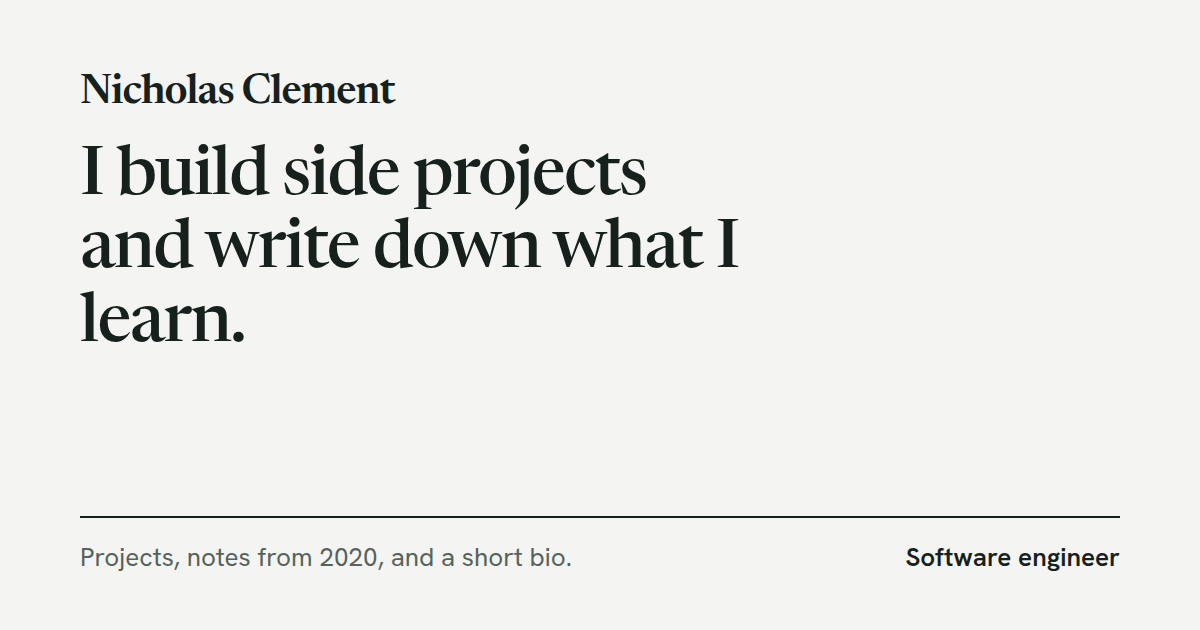 Nicholas Clement
I build side projects
and write down what I
learn.
Projects, notes from 2020, and a short bio.
Software engineer